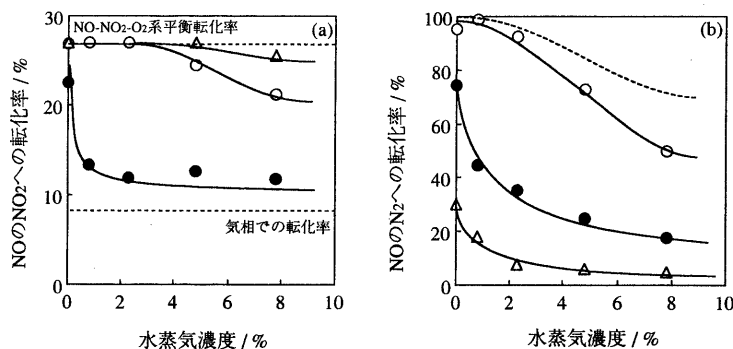 NO-NO2-O2系平衡転化率 (a)
NOのNO2への転化率 / %
30
20
10
0
気相での転化率
0 2 4 6 8 10
水蒸気濃度 / %
(b)
NOのN2への転化率 / %
100
80
60
40
20
0
0 2 4 6 8 10
水蒸気濃度 / %